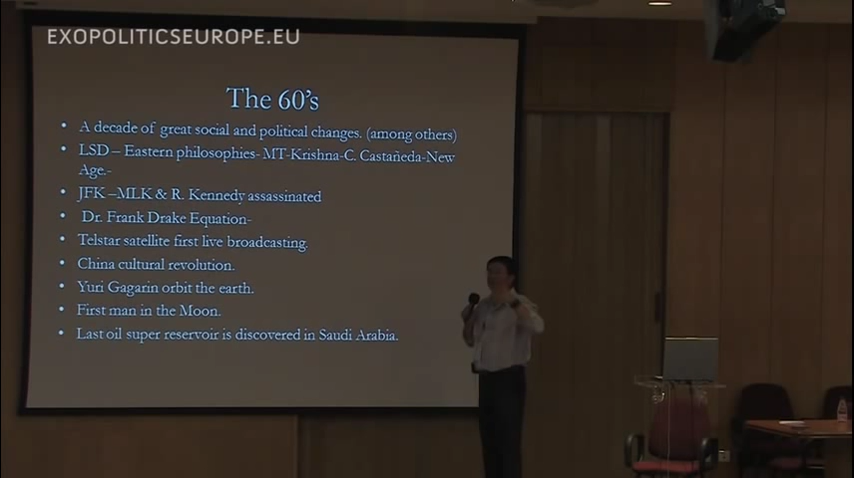 EXOPOLITICSEUROPE.EU
The 60's
• A decade of great social and political changes. (among others)
• LSD – Eastern philosophies- MT-Krishna-C. Castañeda-New
Age.-
• JFK –MLK & R. Kennedy assassinated
• Dr. Frank Drake Equation-
• Telstar satellite first live broadcasting.
• China cultural revolution.
• Yuri Gagarin orbit the earth.
• First man in the Moon.
• Last oil super reservoir is discovered in Saudi Arabia.